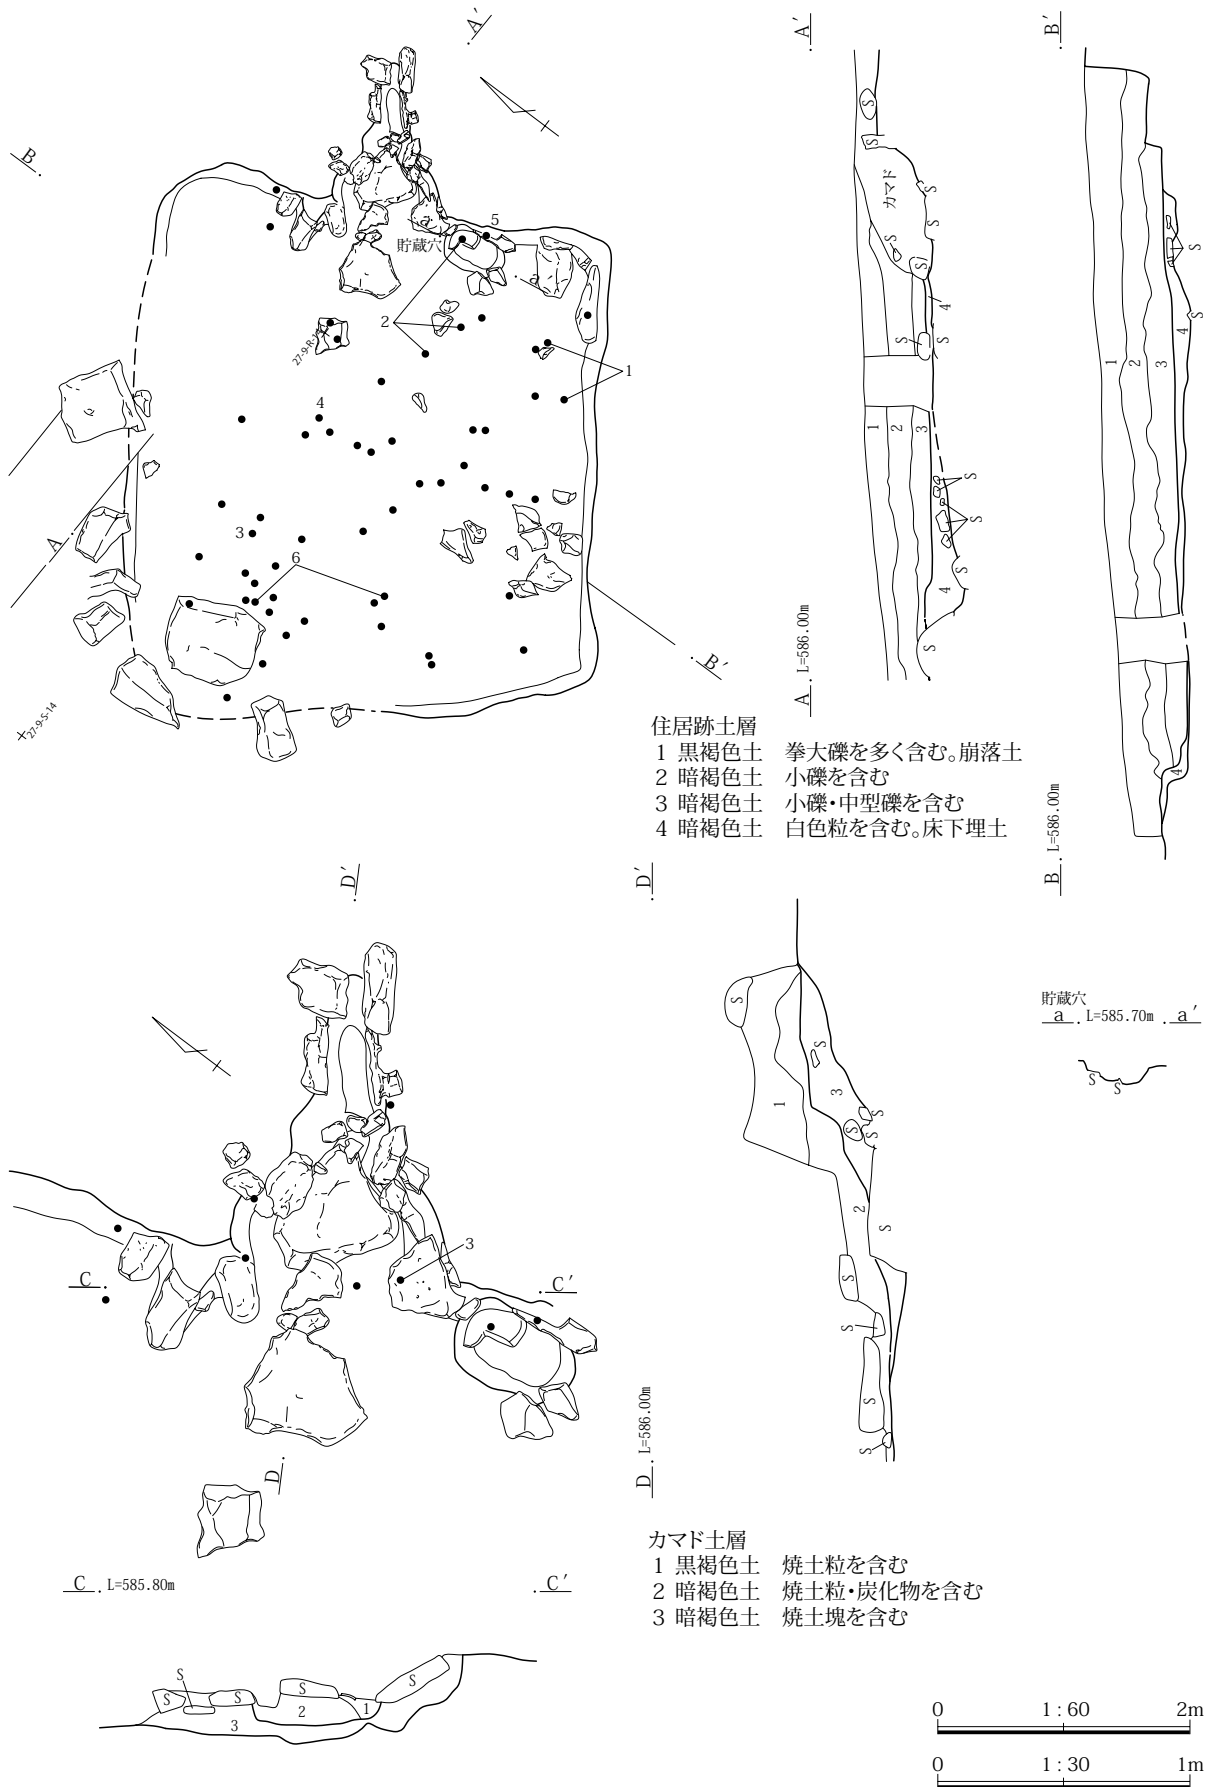 A′
A′
B′
B
5
貯蔵穴
a′
a
2
27-9-R-14
1
4
3
6
A
B′
27-9-S-14
S
S
カマド
S
S
S
S
4
S
S
1
2
3
S
S
S
4
S
A L=586.00m
S
4
S
1
2
3
4
B L=586.00m
住居跡土層
1 黒褐色土 拳大礫を多く含む。崩落土
2 暗褐色土 小礫を含む
3 暗褐色土 小礫・中型礫を含む
4 暗褐色土 白色粒を含む。床下埋土
D′
D′
3
C
C′
D
S
S
1
3
S
S
S
2
S
S
S
S
S
D L=586.00m
貯蔵穴
a L=585.70m a′
S
S
カマド土層
1 黒褐色土 焼土粒を含む
2 暗褐色土 焼土粒・炭化物を含む
3 暗褐色土 焼土塊を含む
C L=585.80m C′
S
S
S
S
S
2
1
3
0 1:60 2m
0 1:30 1m